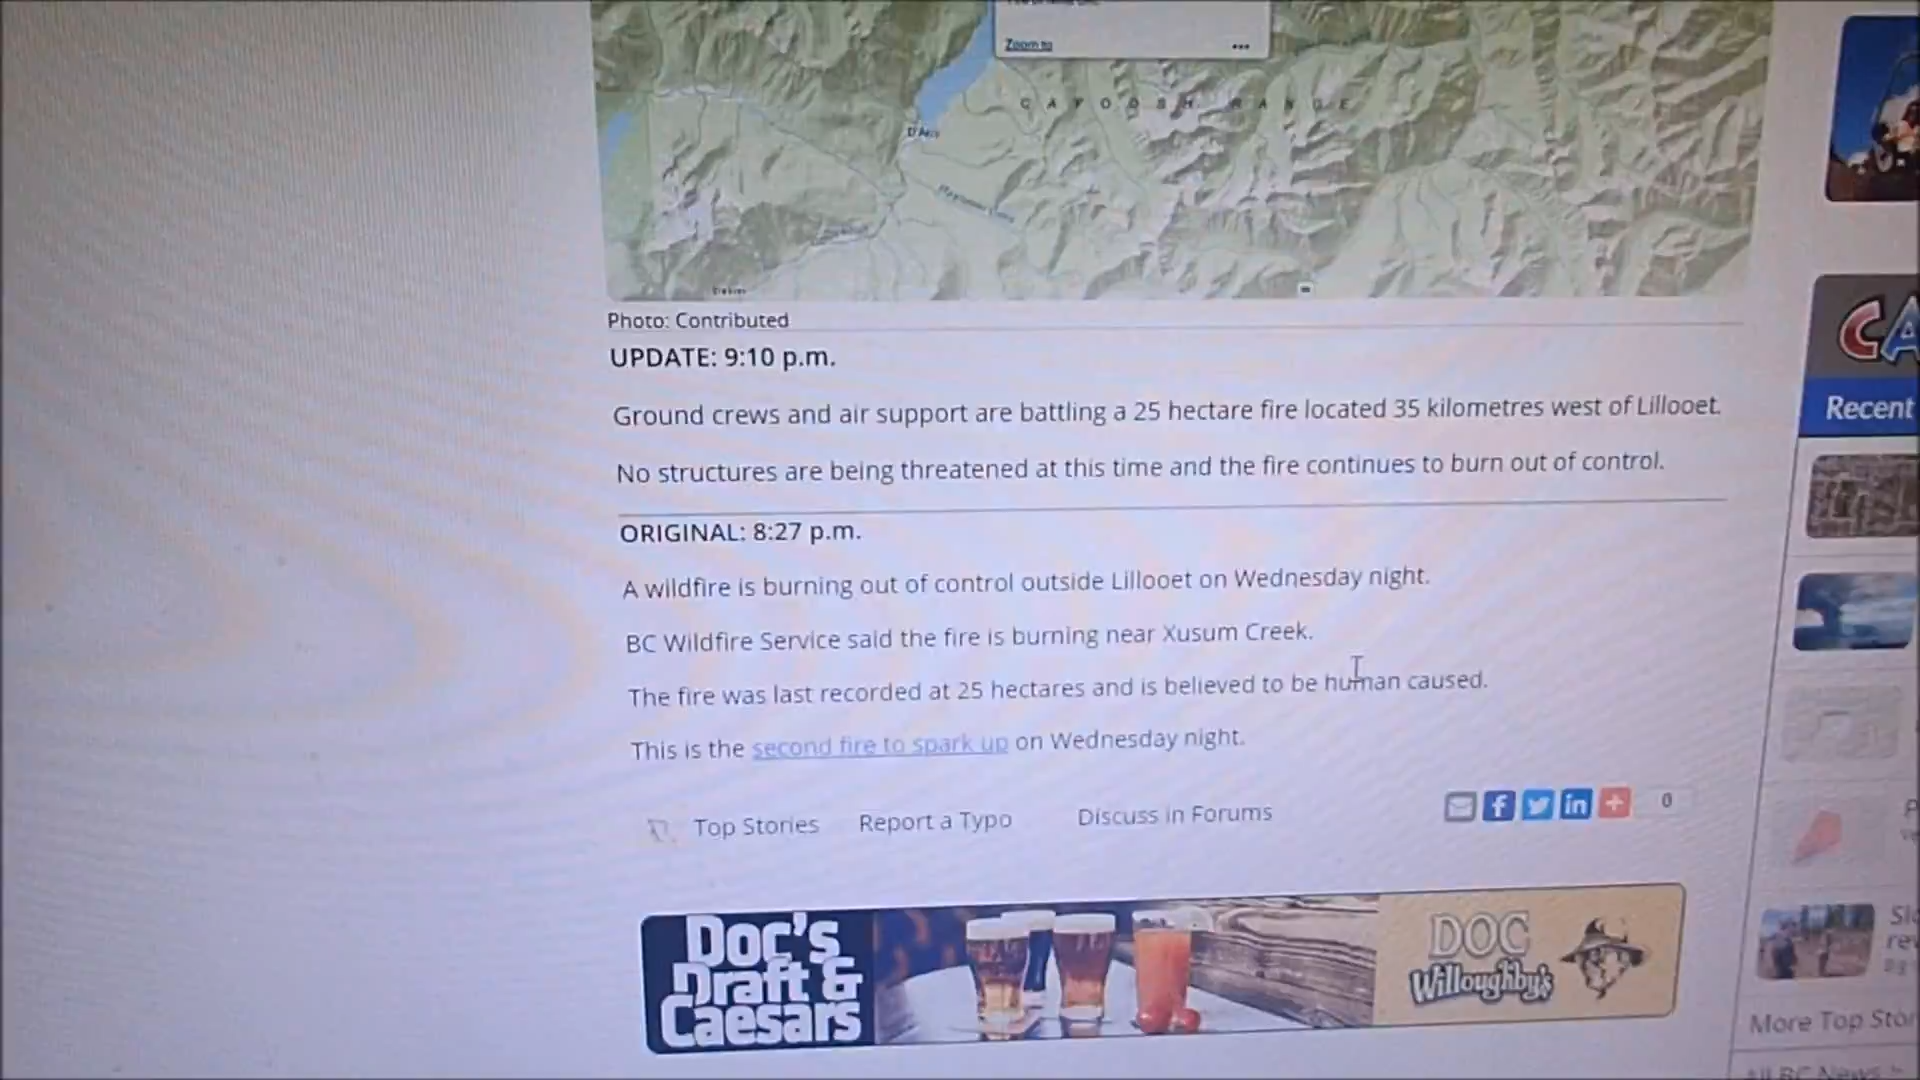 Zoom to
CAYOOSH RANGE
D'Arcy
Photo: Contributed
UPDATE: 9:10 p.m.
Ground crews and air support are battling a 25 hectare fire located 35 kilometres west of Lillooet.
No structures are being threatened at this time and the fire continues to burn out of control.
ORIGINAL: 8:27 p.m.
A wildfire is burning out of control outside Lillooet on Wednesday night.
BC Wildfire Service said the fire is burning near Xusum Creek.
The fire was last recorded at 25 hectares and is believed to be human caused.
This is the second fire to spark up on Wednesday night.
Top Stories Report a Typo Discuss in Forums 0
Doc's
Draft &
Caesars
DOC
Willoughby's
CA
Recent
More Top Stor